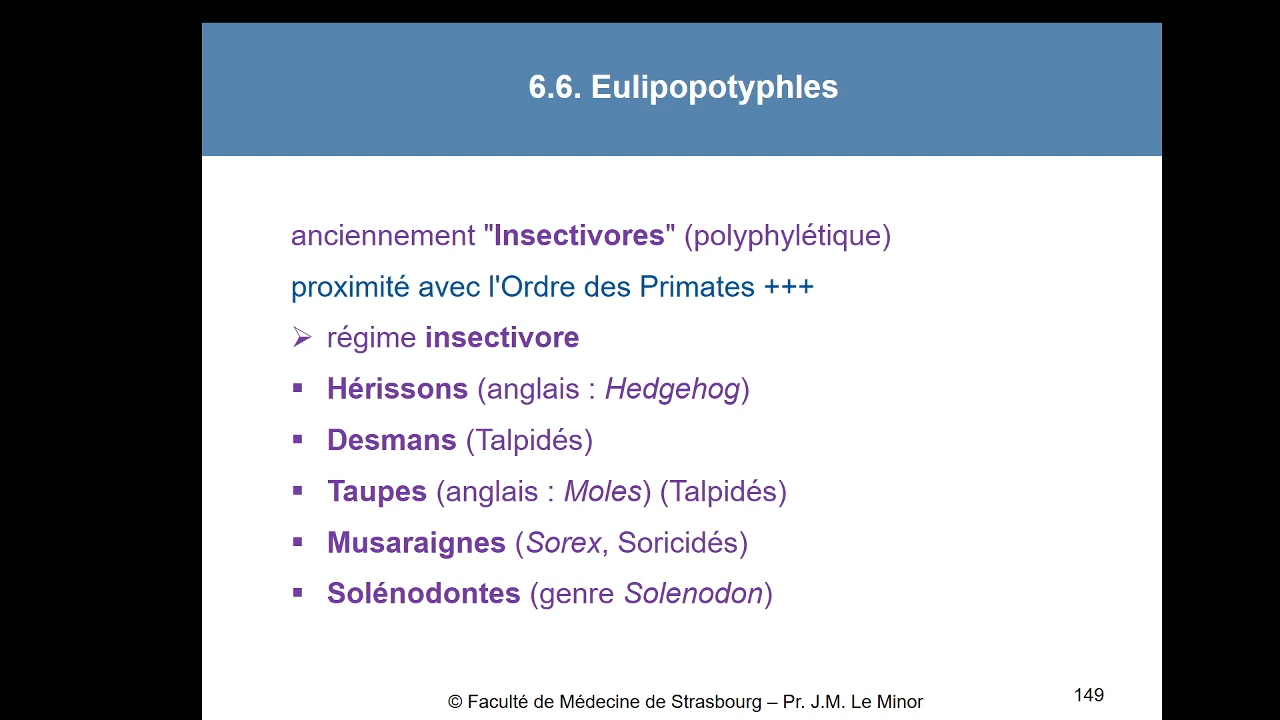 6.6. Eulipopotyphles
anciennement "Insectivores" (polyphylétique)
proximité avec l'Ordre des Primates +++
➢ régime insectivore
▪ Hérissons (anglais : Hedgehog)
▪ Desmans (Talpidés)
▪ Taupes (anglais : Moles) (Talpidés)
▪ Musaraignes (Sorex, Soricidés)
▪ Solénodontes (genre Solenodon)
© Faculté de Médecine de Strasbourg – Pr. J.M. Le Minor
149